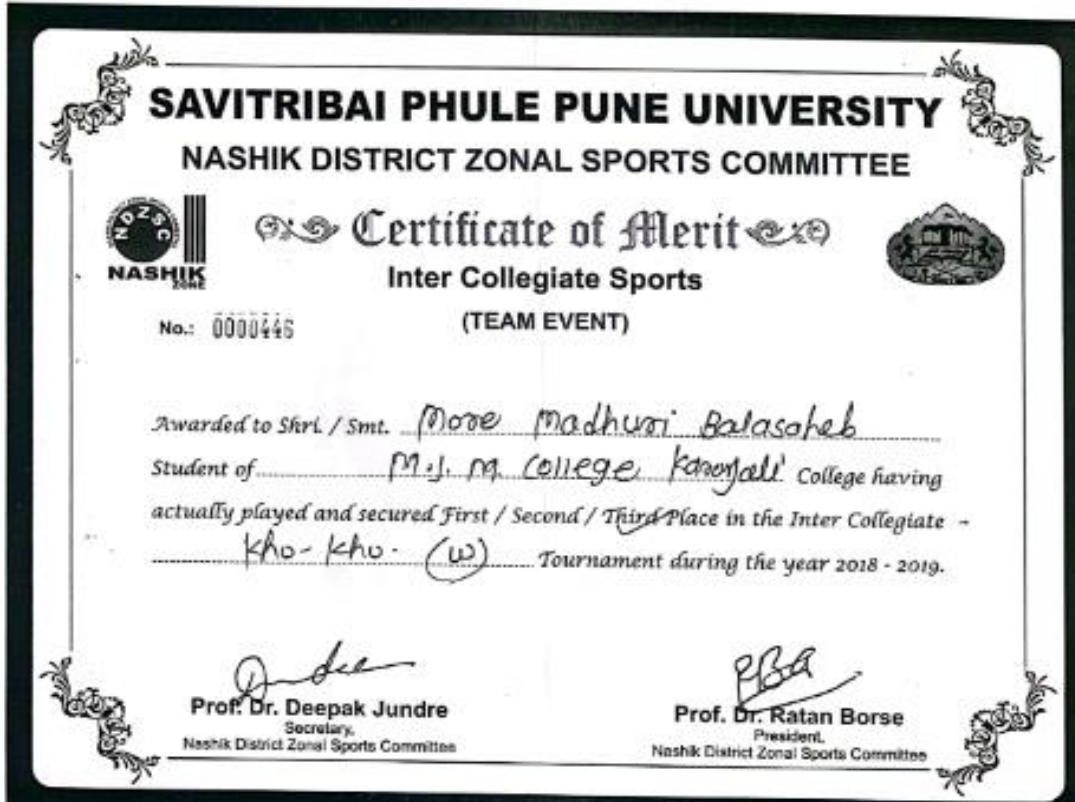 SAVITRIBAI PHULE PUNE UNIVERSITY
NASHIK DISTRICT ZONAL SPORTS COMMITTEE
NDZSC
NASHIK
ZONE
Certificate of Merit
Inter Collegiate Sports
(TEAM EVENT)
No.: 0000446
Awarded to Shri. / Smt. More Madhuri Balasaheb
Student of M.J.M. College Karanjali College having
actually played and secured First / Second / Third Place in the Inter Collegiate -
Kho-Kho- (W) Tournament during the year 2018 - 2019.
Prof. Dr. Deepak Jundre
Secretary,
Nashik District Zonal Sports Committee
Prof. Dr. Ratan Borse
President,
Nashik District Zonal Sports Committee